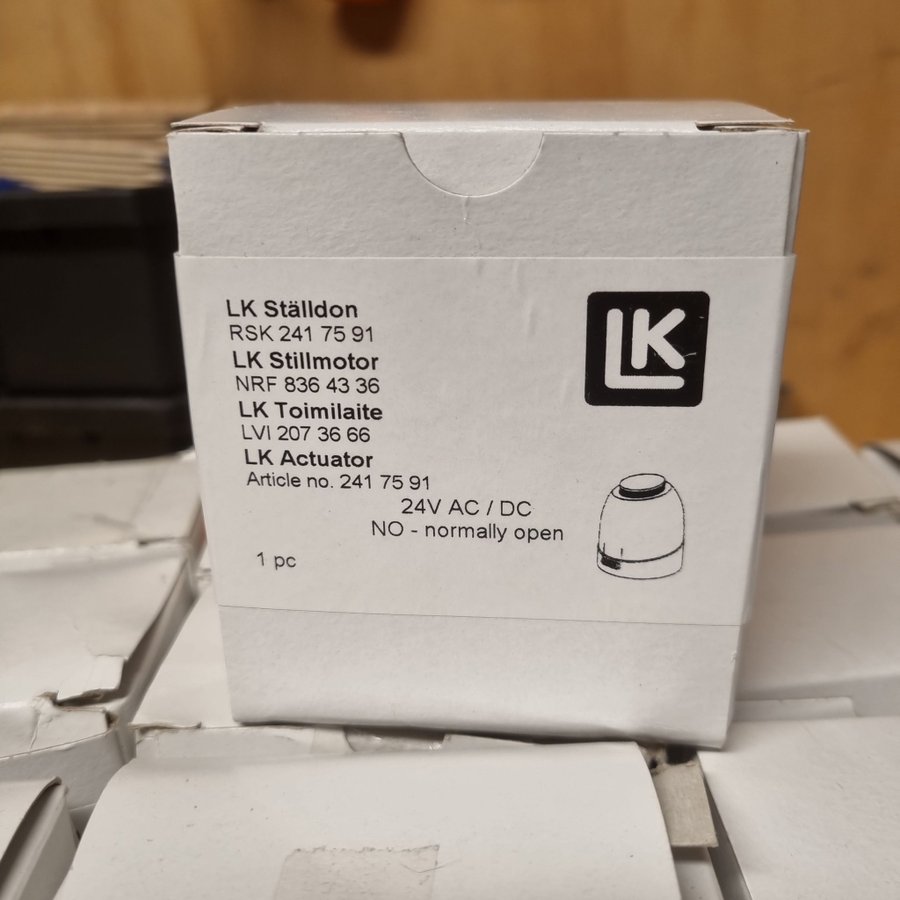 LK Ställdon
RSK 241 75 91
LK Stillmotor
NRF 836 43 36
LK Toimilaite
LVI 207 36 66
LK Actuator
Article no. 241 75 91
24V AC / DC
NO - normally open
1 pc
LK